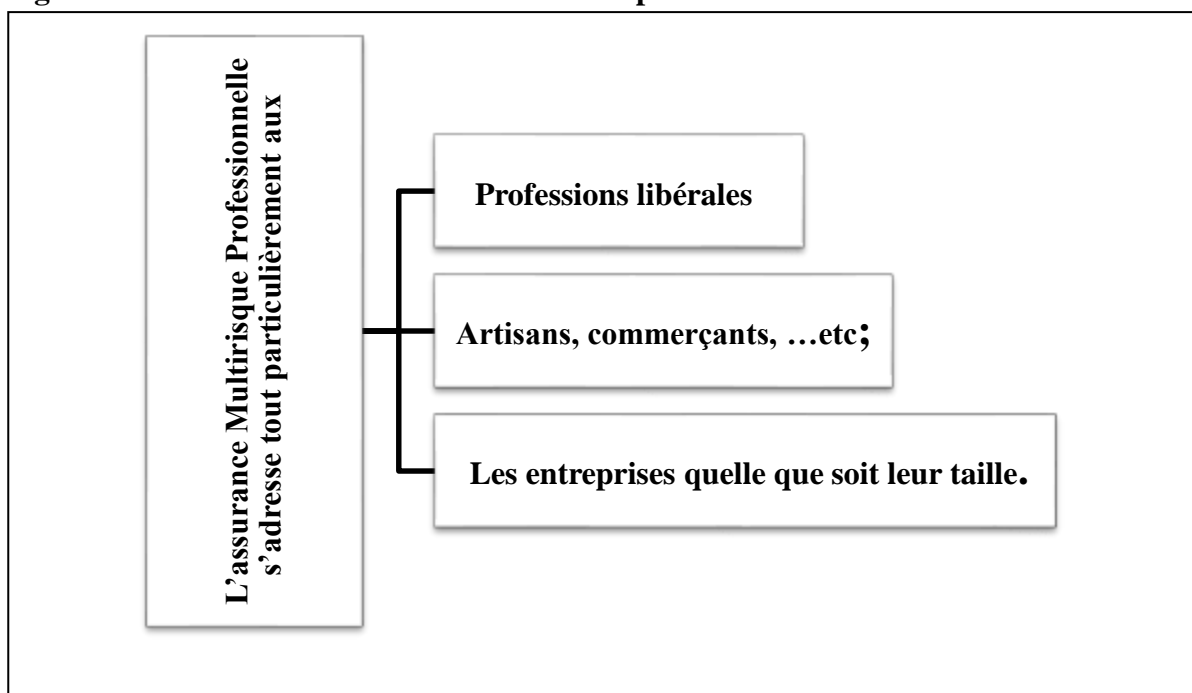 L'assurance Multirisque Professionnelle
s'adresse tout particulièrement aux
Professions libérales
Artisans, commerçants, …etc;
Les entreprises quelle que soit leur taille.